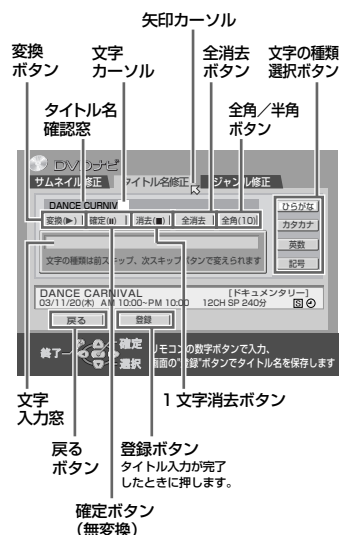 矢印カーソル
変換
ボタン
文字
カーソル
全消去
ボタン
文字の種類
選択ボタン
タイトル名
確認窓
全角／半角
ボタン
DVDナビ
サムネイル修正
タイトル名修正
ジャンル修正
DANCE CURNIV
変換(▶)
確定(II)
消去(■)
全消去
全角(10)
ひらがな
カタカナ
英数
記号
文字の種類は前スキップ、次スキップボタンで変えられます
DANCE CARNIVAL
[ドキュメンタリー]
03/11/20(木) AM 10:00~PM 10:00 12CH SP 240分
戻る
登録
終了
確定
選択
リモコンの数字ボタンで入力、
画面の"登録"ボタンでタイトル名を保存します
文字
入力窓
1文字消去ボタン
戻る
ボタン
登録ボタン
タイトル入力が完了
したときに押します。
確定ボタン
(無変換)